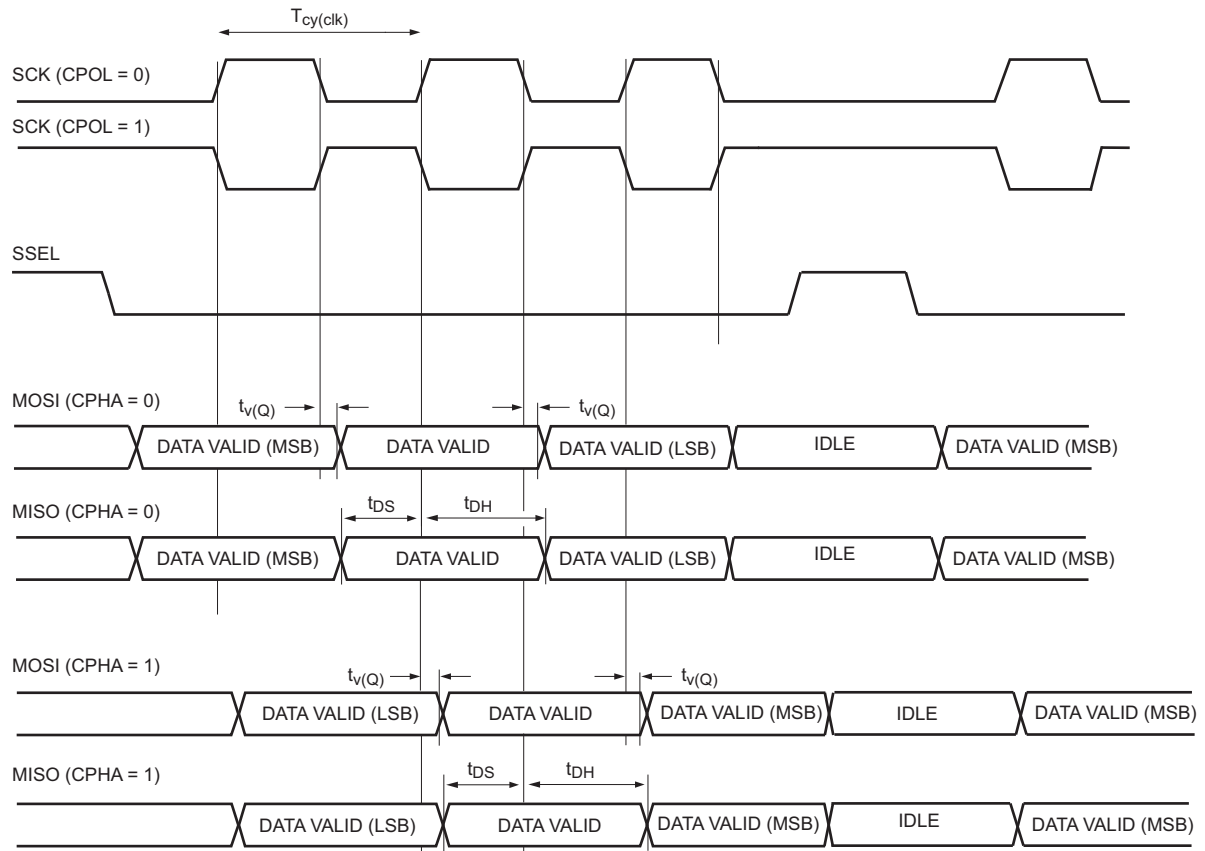 Tcy(clk)
SCK (CPOL = 0)
SCK (CPOL = 1)
SSEL
MOSI (CPHA = 0)
tv(Q) tv(Q)
DATA VALID (MSB) DATA VALID DATA VALID (LSB) IDLE DATA VALID (MSB)
tDS tDH
MISO (CPHA = 0)
DATA VALID (MSB) DATA VALID DATA VALID (LSB) IDLE DATA VALID (MSB)
MOSI (CPHA = 1)
tv(Q) tv(Q)
DATA VALID (LSB) DATA VALID DATA VALID (MSB) IDLE DATA VALID (MSB)
MISO (CPHA = 1)
tDS tDH
DATA VALID (LSB) DATA VALID DATA VALID (MSB) IDLE DATA VALID (MSB)